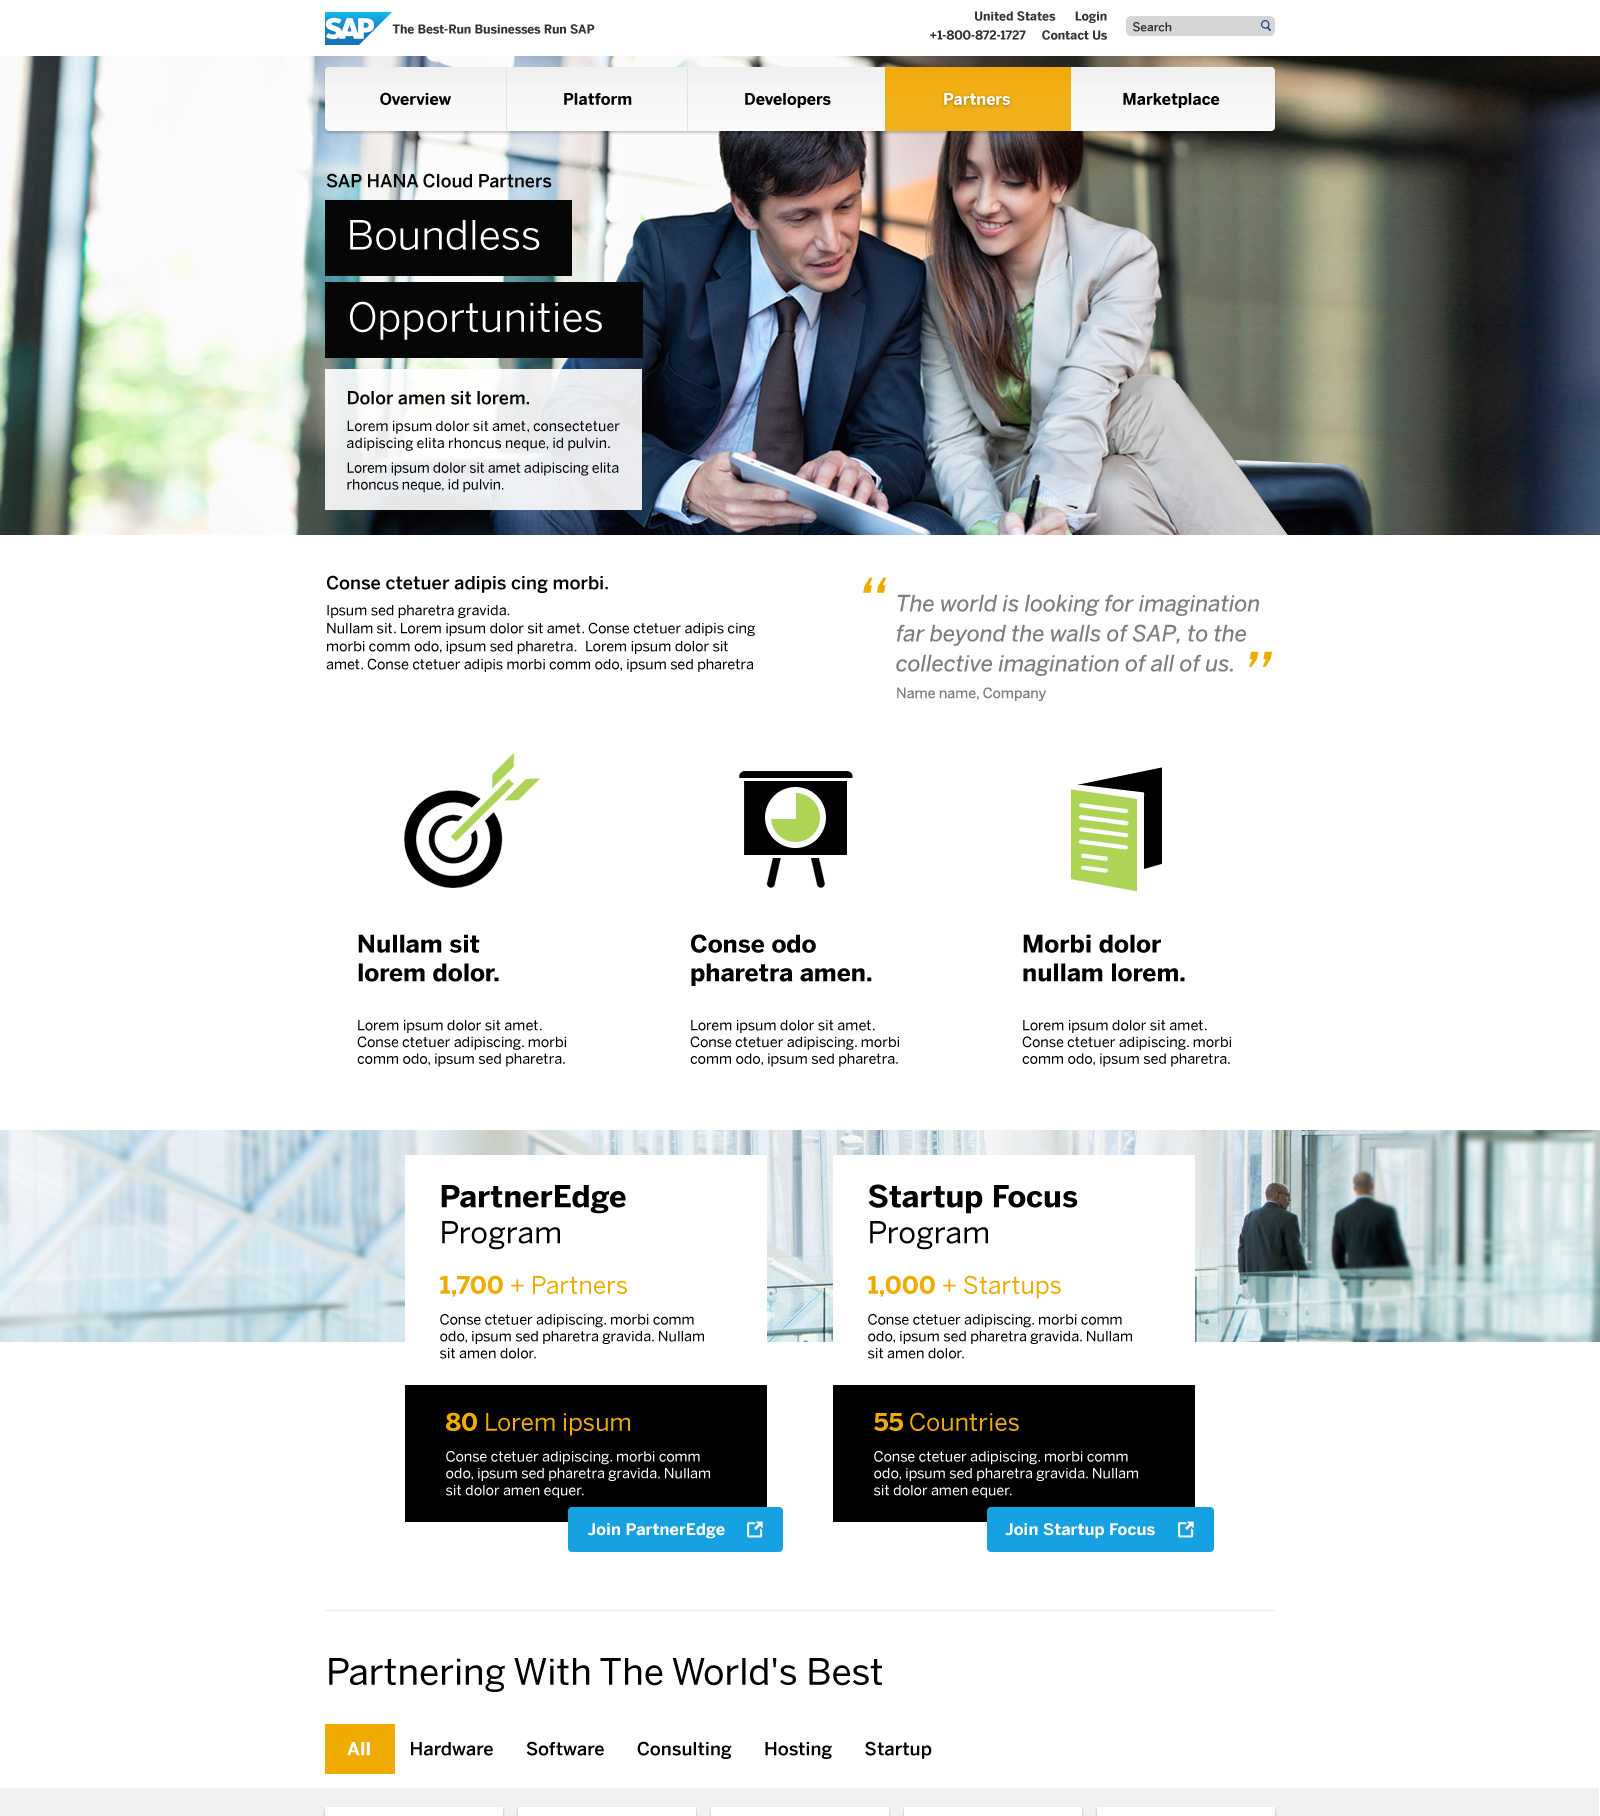 SAP The Best-Run Businesses Run SAP
United States Login
+1-800-872-1727 Contact Us
Search
Overview Platform Developers Partners Marketplace
SAP HANA Cloud Partners
Boundless
Opportunities
Dolor amen sit lorem.
Lorem ipsum dolor sit amet, consectetuer
adipiscing elita rhoncus neque, id pulvin.
Lorem ipsum dolor sit amet adipiscing elita
rhoncus neque, id pulvin.
Conse ctetuer adipis cing morbi.
Ipsum sed pharetra gravida.
Nullam sit. Lorem ipsum dolor sit amet. Conse ctetuer adipis cing
morbi comm odo, ipsum sed pharetra. Lorem ipsum dolor sit
amet. Conse ctetuer adipis morbi comm odo, ipsum sed pharetra
“ The world is looking for imagination
far beyond the walls of SAP, to the
collective imagination of all of us. ”
Name name, Company
Nullam sit
lorem dolor.
Lorem ipsum dolor sit amet.
Conse ctetuer adipiscing. morbi
comm odo, ipsum sed pharetra.
Conse odo
pharetra amen.
Lorem ipsum dolor sit amet.
Conse ctetuer adipiscing. morbi
comm odo, ipsum sed pharetra.
Morbi dolor
nullam lorem.
Lorem ipsum dolor sit amet.
Conse ctetuer adipiscing. morbi
comm odo, ipsum sed pharetra.
PartnerEdge
Program
1,700 + Partners
Conse ctetuer adipiscing. morbi comm
odo, ipsum sed pharetra gravida. Nullam
sit amen dolor.
80 Lorem ipsum
Conse ctetuer adipiscing. morbi comm
odo, ipsum sed pharetra gravida. Nullam
sit dolor amen equer.
Join PartnerEdge
Startup Focus
Program
1,000 + Startups
Conse ctetuer adipiscing. morbi comm
odo, ipsum sed pharetra gravida. Nullam
sit amen dolor.
55 Countries
Conse ctetuer adipiscing. morbi comm
odo, ipsum sed pharetra gravida. Nullam
sit dolor amen equer.
Join Startup Focus
Partnering With The World's Best
All Hardware Software Consulting Hosting Startup